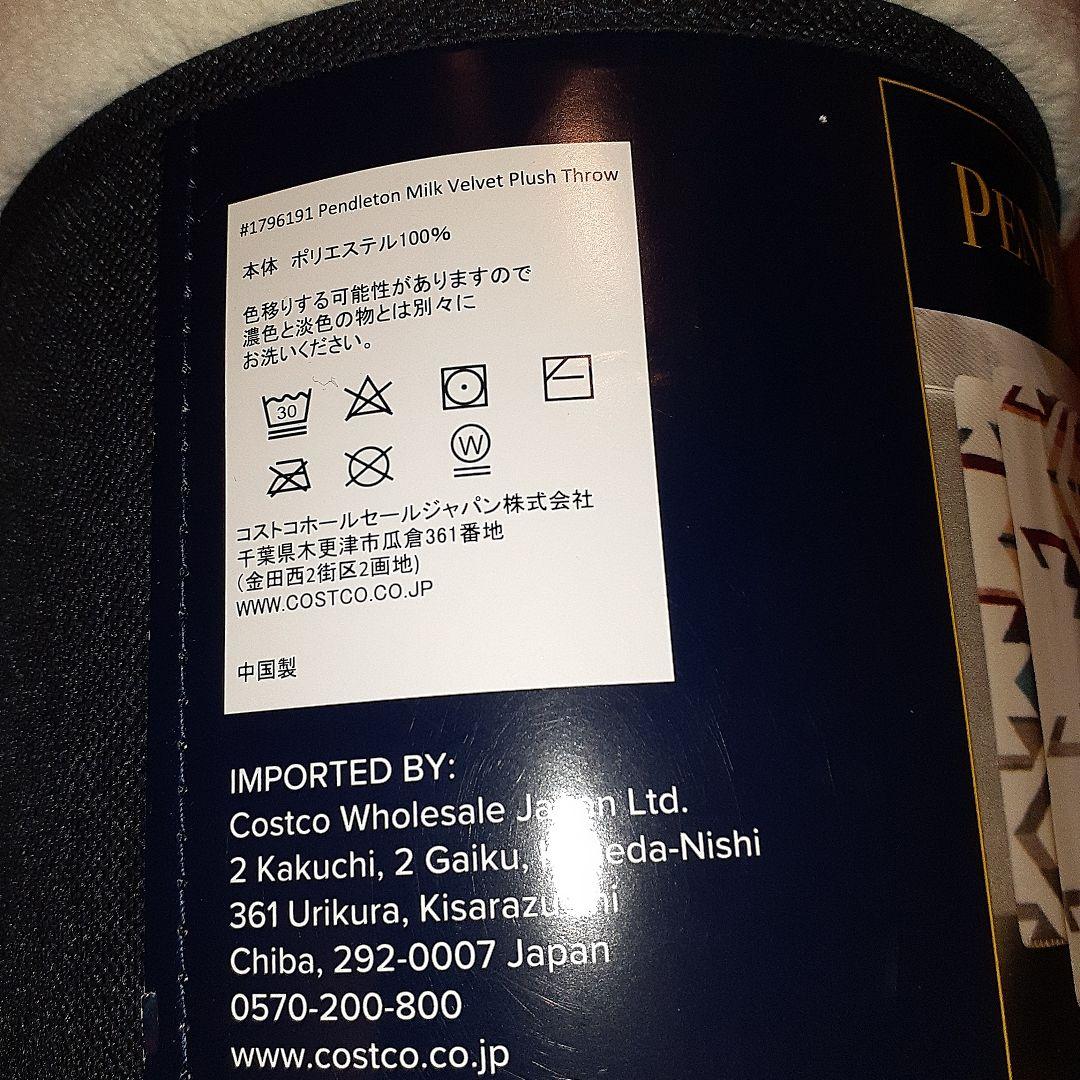 #1796191 Pendleton Milk Velvet Plush Throw
本体 ポリエステル100%
色移りする可能性がありますので
濃色と淡色の物とは別々に
お洗いください。
30
W
コストコホールセールジャパン株式会社
千葉県木更津市瓜倉361番地
(金田西2街区2画地)
WWW.COSTCO.CO.JP
中国製
IMPORTED BY:
Costco Wholesale Ltd.
2 Kakuchi, 2 Gaiku,
361 Urikura,
Chiba, 292-0007 Japan
0570-200-800
www.costco.co.jp